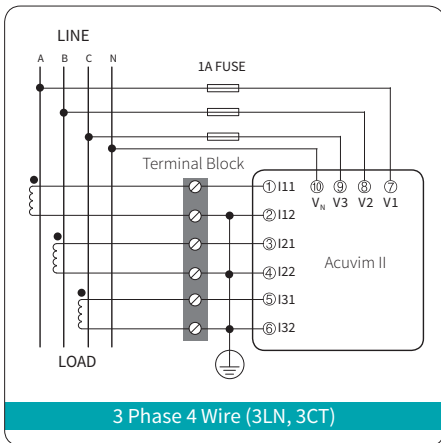 LINE
A B C N
1A FUSE
Terminal Block
①I11 ⑩ ⑨ ⑧ ⑦
②I12 VN V3 V2 V1
③I21
Acuvim II
④I22
⑤I31
⑥I32
LOAD
3 Phase 4 Wire (3LN, 3CT)